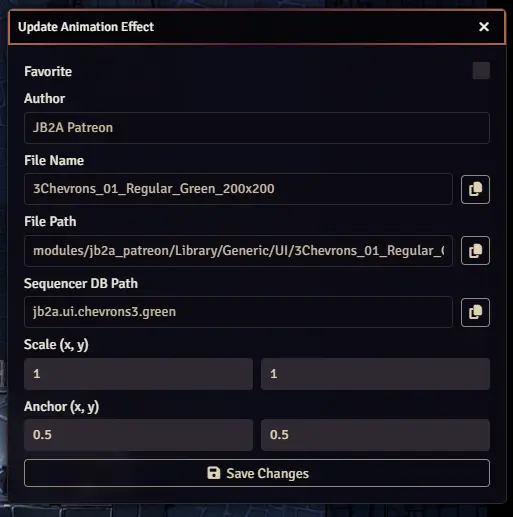 Update Animation Effect
Favorite
Author
JB2A Patreon
File Name
3Chevrons_01_Regular_Green_200x200
File Path
modules/jb2a_patreon/Library/Generic/UI/3Chevrons_01_Regular_(
Sequencer DB Path
jb2a.ui.chevrons3.green
Scale (x, y)
1 1
Anchor (x, y)
0.5 0.5
Save Changes